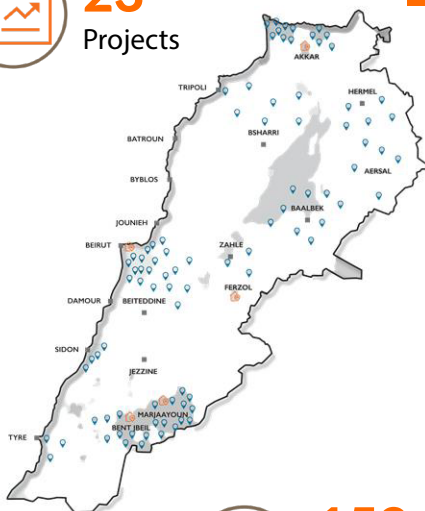 Projects
AKKAR
TRIPOLI
HERMEL
BSHARRI
BATROUN
AERSAL
BYBLOS
BAALBEK
JOUNIEH
BEIRUT
ZAHLE
FERZOL
DAMOUR
BEITEDDINE
SIDON
JEZZINE
MARJAAYOUN
BENT JBEIL
TYRE